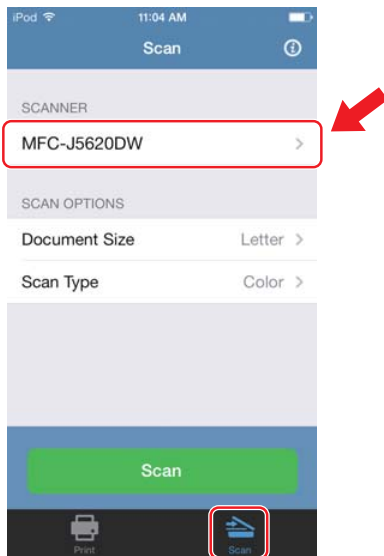 iPod 11:04 AM
Scan
SCANNER
MFC-J5620DW
SCAN OPTIONS
Document Size Letter
Scan Type Color
Scan
Print Scan